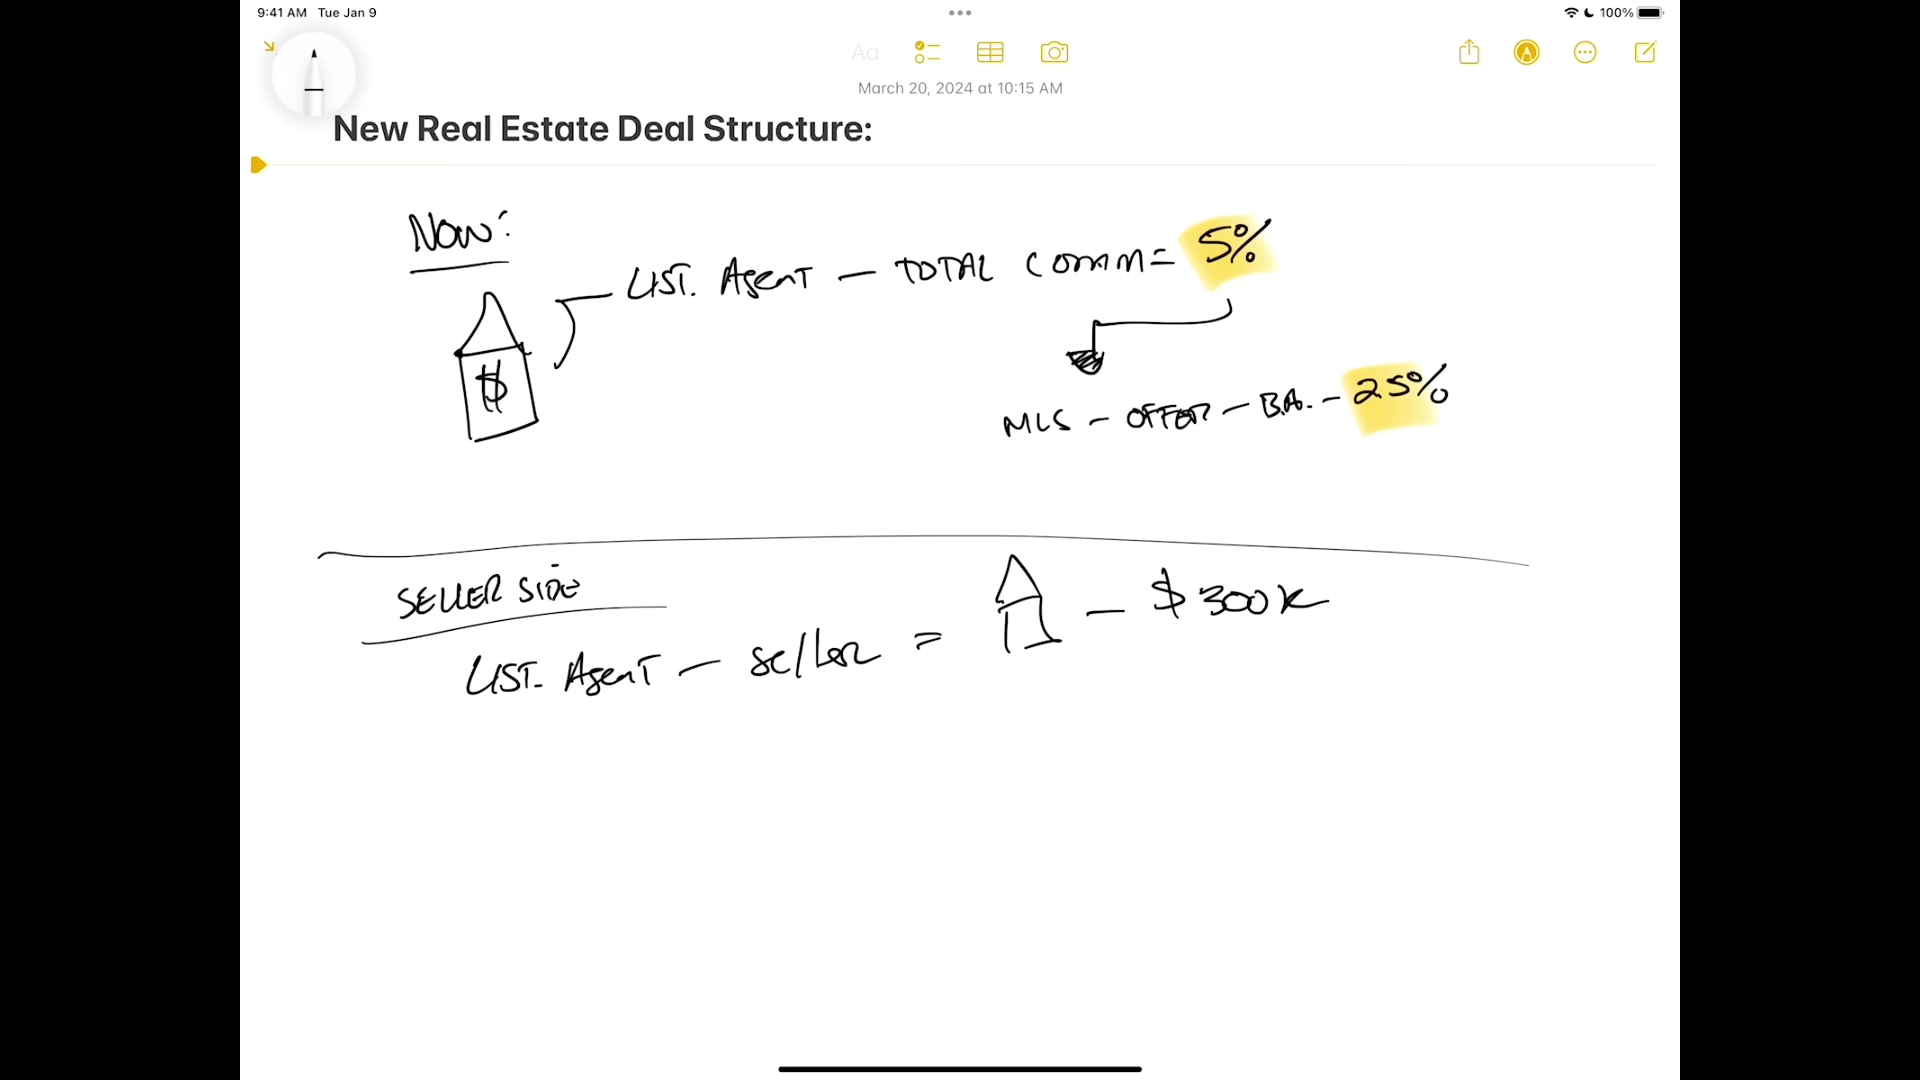 9:41 AM Tue Jan 9
100%
Aa
March 20, 2024 at 10:15 AM
New Real Estate Deal Structure:
NOW:
LIST. AGENT — TOTAL COMM = 5%
$
MLS - OFFER - B.A. - 2.5%
SELLER SIDE
LIST. AGENT — seller = — $300K